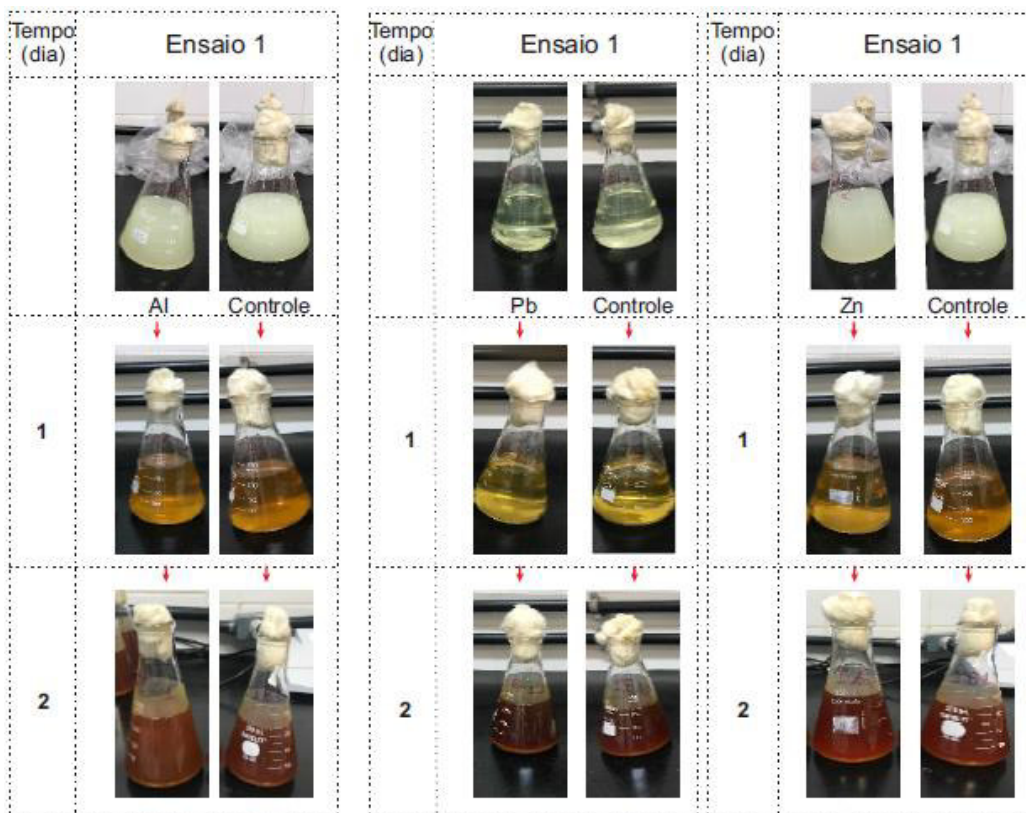 Tempo (dia)
Ensaio 1
Al Controle
1
2
Tempo (dia)
Ensaio 1
Pb Controle
1
2
Tempo (dia)
Ensaio 1
Zn Controle
1
2